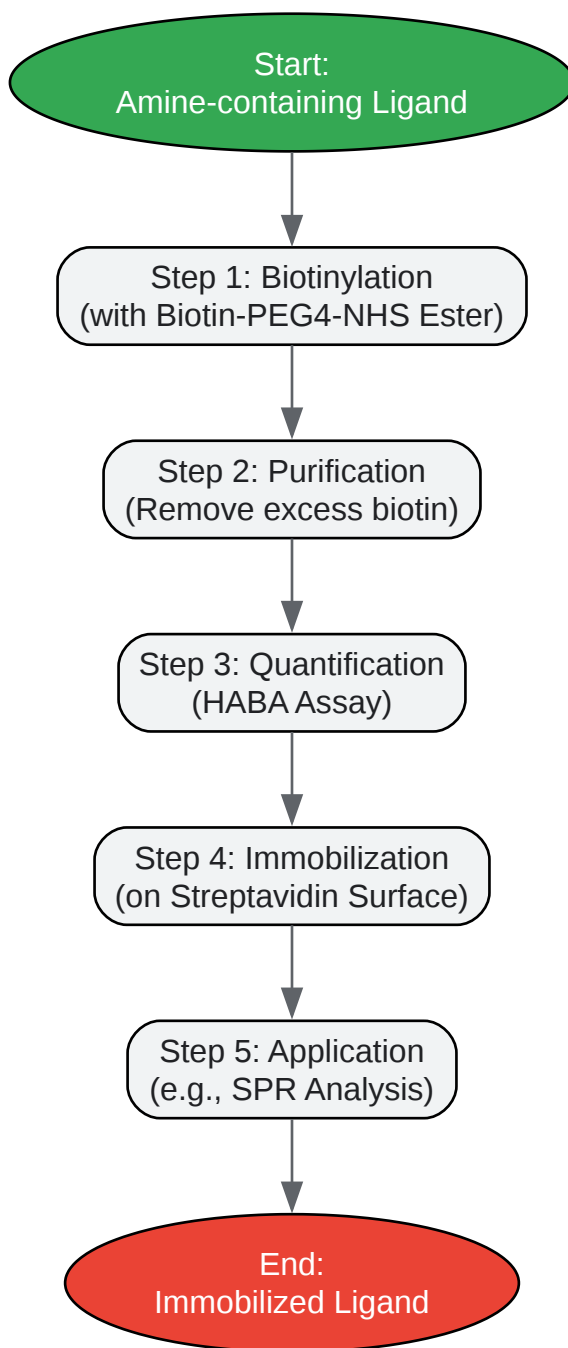 Start:
Amine-containing Ligand
Step 1: Biotinylation
(with Biotin-PEG4-NHS Ester)
Step 2: Purification
(Remove excess biotin)
Step 3: Quantification
(HABA Assay)
Step 4: Immobilization
(on Streptavidin Surface)
Step 5: Application
(e.g., SPR Analysis)
End:
Immobilized Ligand